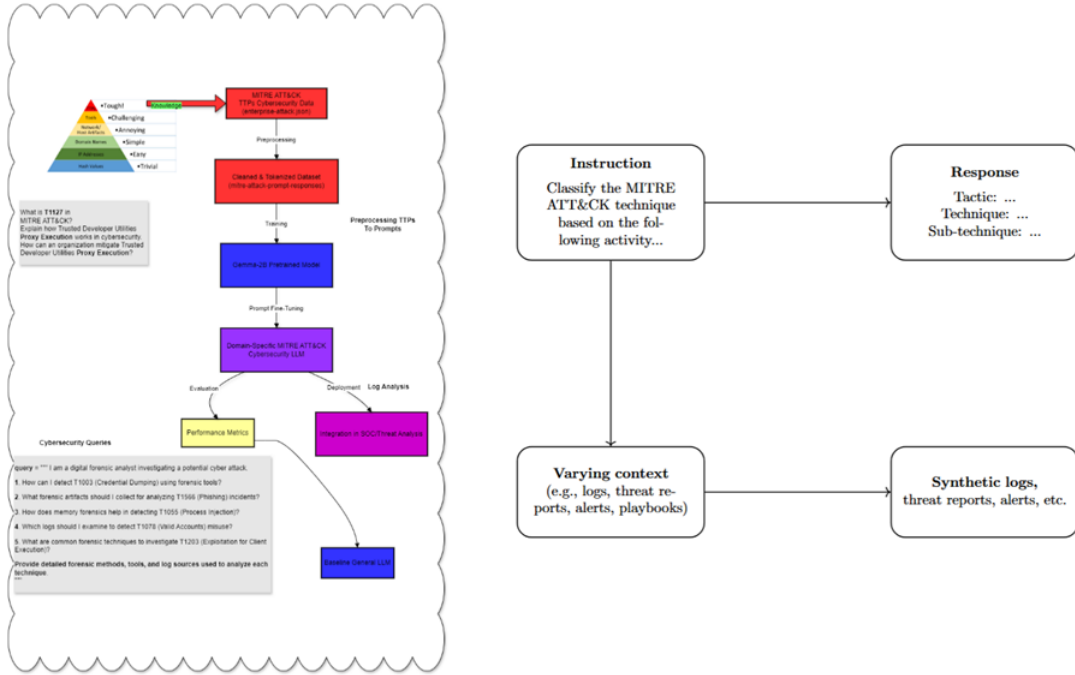 MITRE ATT&CK
TTPs Cybersecurity Data
(enterprise-attack.json)
•Tough!
Knowledge
Tools
•Challenging
Network/
Host Artifacts
•Annoying
Domain Names
•Simple
IP Addresses
•Easy
Hash Values
•Trivial
Preprocessing
Cleaned & Tokenized Dataset
(mitre-attack-prompt-responses)
What is T1127 in
MITRE ATT&CK?
Explain how Trusted Developer Utilities
Proxy Execution works in cybersecurity.
How can an organization mitigate Trusted
Developer Utilities Proxy Execution?
Training
Preprocessing TTPs
To Prompts
Gemma-2B Pretrained Model
Prompt Fine-Tuning
Domain-Specific MITRE ATT&CK
Cybersecurity LLM
Evaluation
Deployment
Log Analysis
Performance Metrics
Integration in SOC/Threat Analysis
Cybersecurity Queries
query = """ I am a digital forensic analyst investigating a potential cyber attack.
1. How can I detect T1003 (Credential Dumping) using forensic tools?
2. What forensic artifacts should I collect for analyzing T1566 (Phishing) incidents?
3. How does memory forensics help in detecting T1055 (Process Injection)?
4. Which logs should I examine to detect T1078 (Valid Accounts) misuse?
5. What are common forensic techniques to investigate T1203 (Exploitation for Client
Execution)?
Provide detailed forensic methods, tools, and log sources used to analyze each
technique.
"""
Baseline General LLM
Instruction
Classify the MITRE
ATT&CK technique
based on the fol-
lowing activity...
Response
Tactic: ...
Technique: ...
Sub-technique: ...
Varying context
(e.g., logs, threat re-
ports, alerts, playbooks)
Synthetic logs,
threat reports, alerts, etc.